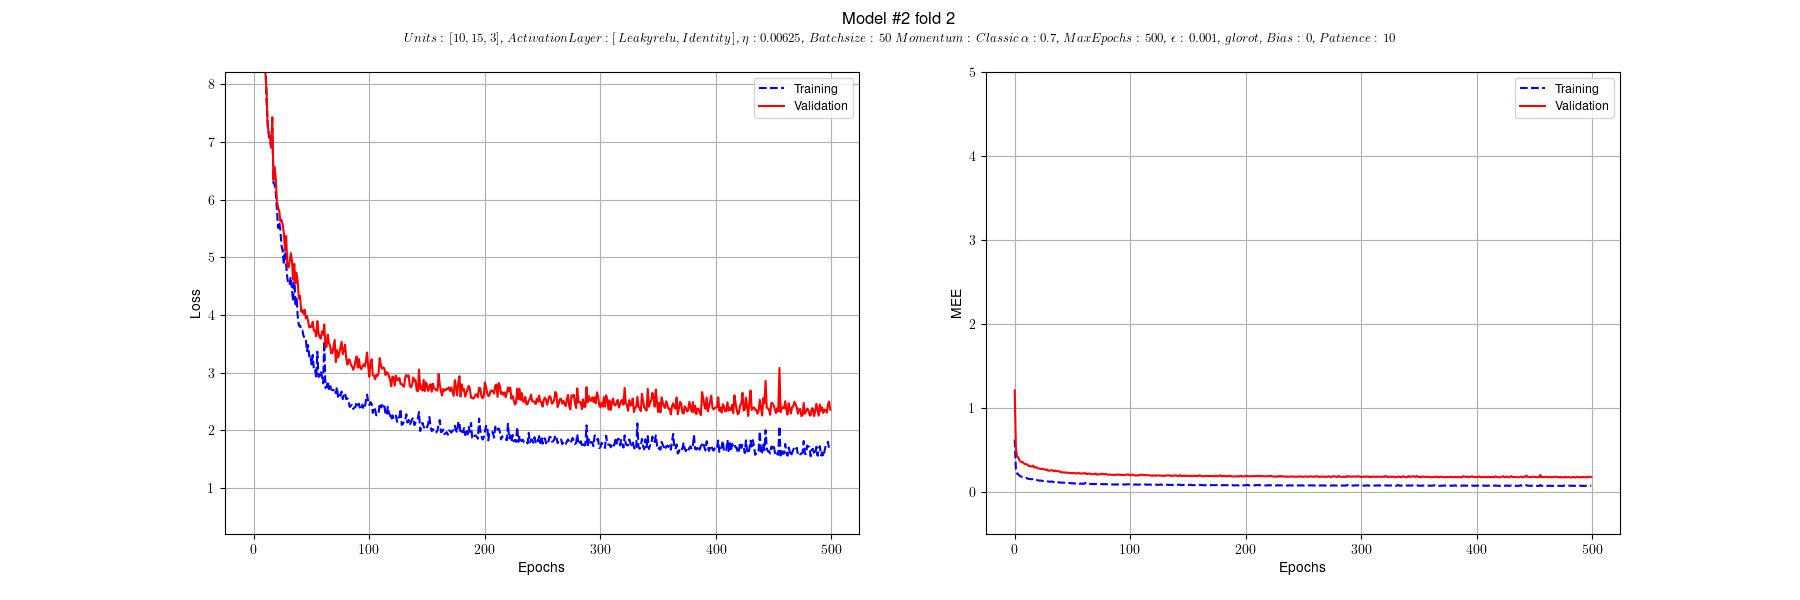 Model #2 fold 2
Units : [10, 15, 3], ActivationLayer : [ Leakyrelu, Identity], η : 0.00625, Batchsize : 50 Momentum : Classic α : 0.7, MaxEpochs : 500, ϵ : 0.001, glorot, Bias : 0, Patience : 10
8
7
6
5
4
3
2
1
Loss
0 100 200 300 400 500
Epochs
Training
Validation
5
4
3
2
1
0
MEE
0 100 200 300 400 500
Epochs
Training
Validation